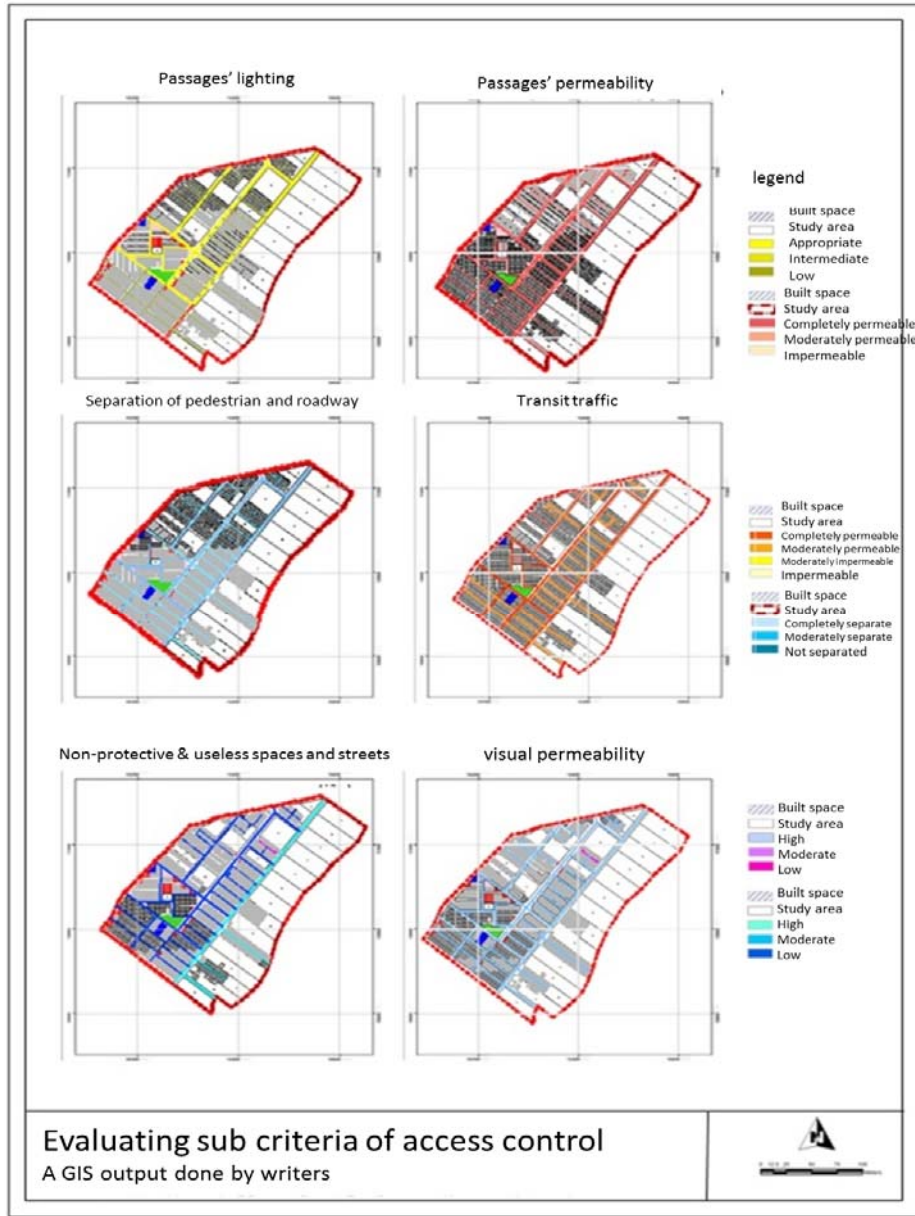 Passages' lighting
Passages' permeability
legend
Built space
Study area
Appropriate
Intermediate
Low
Built space
Study area
Completely permeable
Moderately permeable
Impermeable
Separation of pedestrian and roadway
Transit traffic
Built space
Study area
Completely permeable
Moderately permeable
Moderately impermeable
Impermeable
Built space
Study area
Completely separate
Moderately separate
Not separated
Non-protective & useless spaces and streets
visual permeability
Built space
Study area
High
Moderate
Low
Built space
Study area
High
Moderate
Low
Evaluating sub criteria of access control
A GIS output done by writers